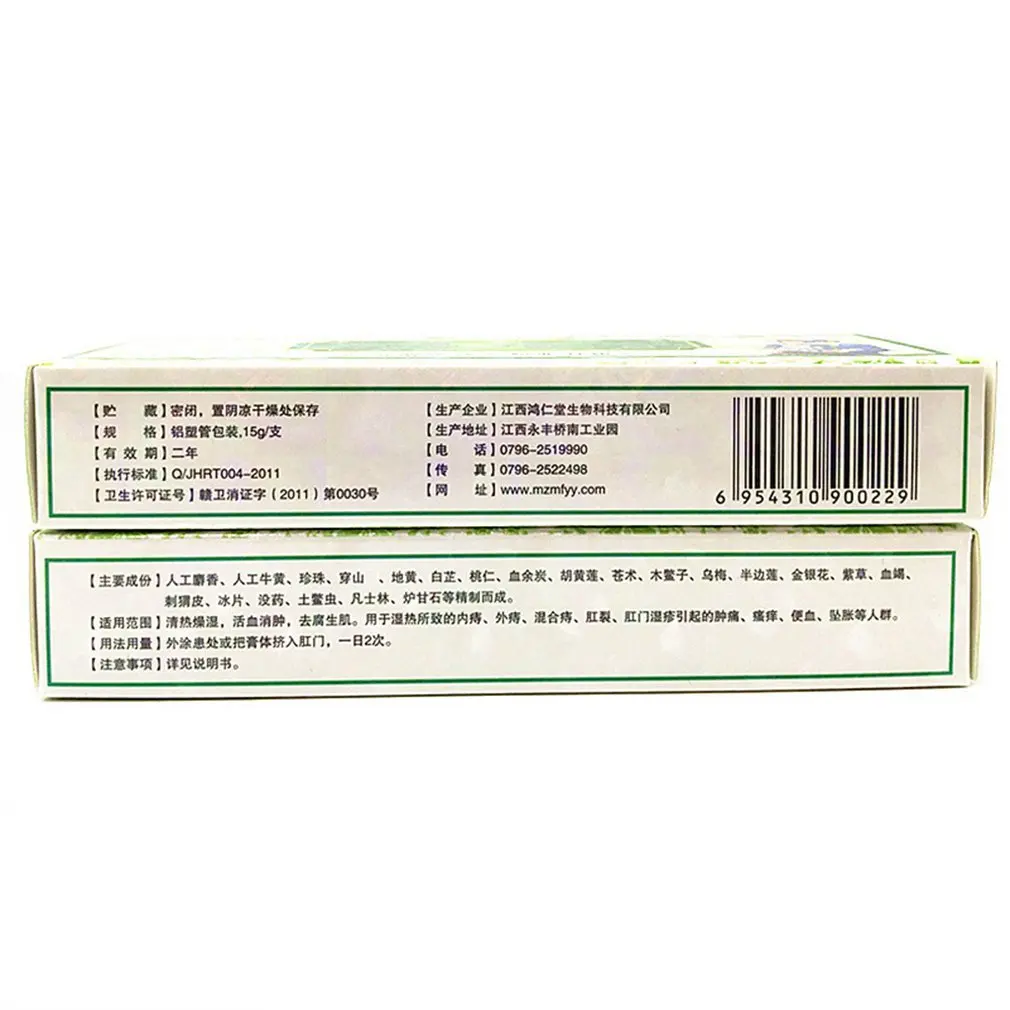 【贮 藏】密闭，置阴凉干燥处保存
【规 格】铝塑管包装,15g/支
【有 效 期】二年
【执行标准】Q/JHRT004-2011
【卫生许可证号】赣卫消证字（2011）第0030号
【生产企业】江西鸿仁堂生物科技有限公司
【生产地址】江西永丰桥南工业园
【电 话】0796-2519990
【传 真】0796-2522498
【网 址】www.mzmfyy.com
6 954310 900229
【主要成份】人工麝香、人工牛黄、珍珠、穿山 、地黄、白芷、桃仁、血余炭、胡黄莲、苍术、木鳖子、乌梅、半边莲、金银花、紫草、血竭、
刺猬皮、冰片、没药、土鳖虫、凡士林、炉甘石等精制而成。
【适用范围】清热燥湿，活血消肿，去腐生肌。用于湿热所致的内痔、外痔、混合痔、肛裂、肛门湿疹引起的肿痛、瘙痒、便血、坠胀等人群。
【用法用量】外涂患处或把膏体挤入肛门，一日2次。
【注意事项】详见说明书。